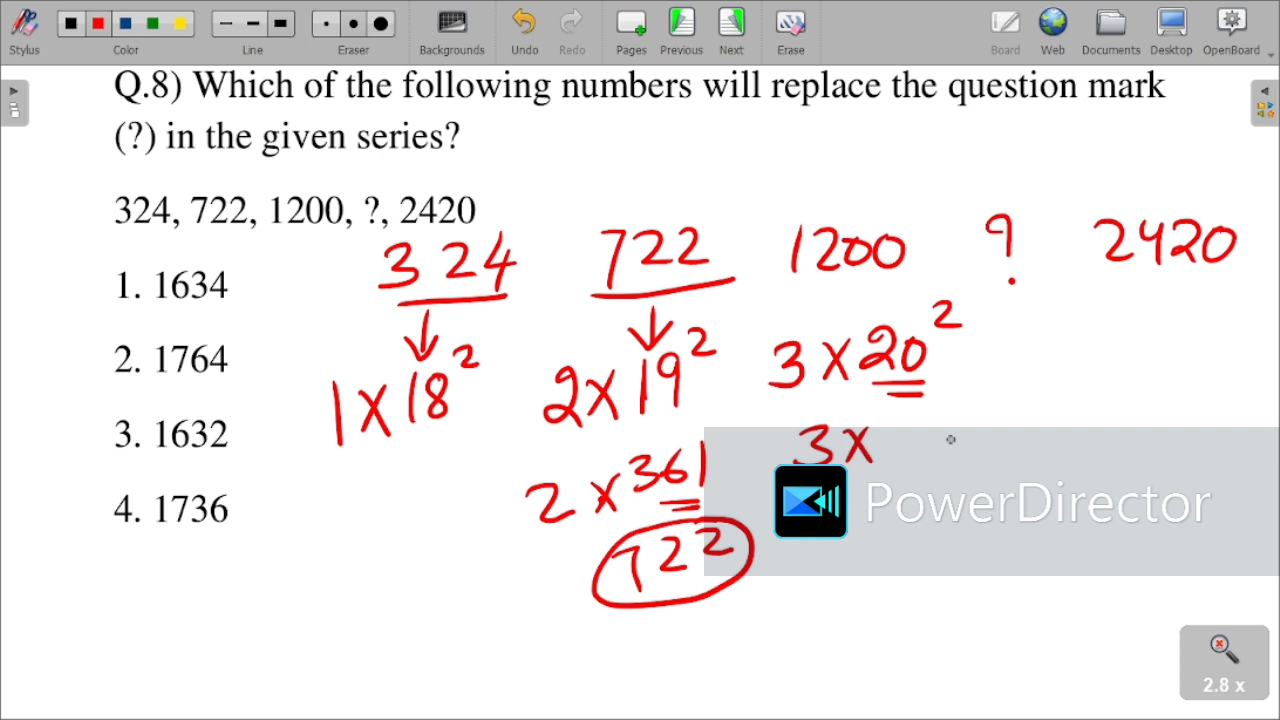 Stylus Color Line Eraser Backgrounds Undo Redo Pages Previous Next Erase Board Web Documents Desktop OpenBoard
Q.8) Which of the following numbers will replace the question mark
(?) in the given series?
324, 722, 1200, ?, 2420
324 722 1200 ? 2420
1. 1634
1 x 18² 2 x 19² 3 x 20²
2. 1764
3. 1632
2 x 361 3 x
4. 1736
722
PowerDirector
2.8 x